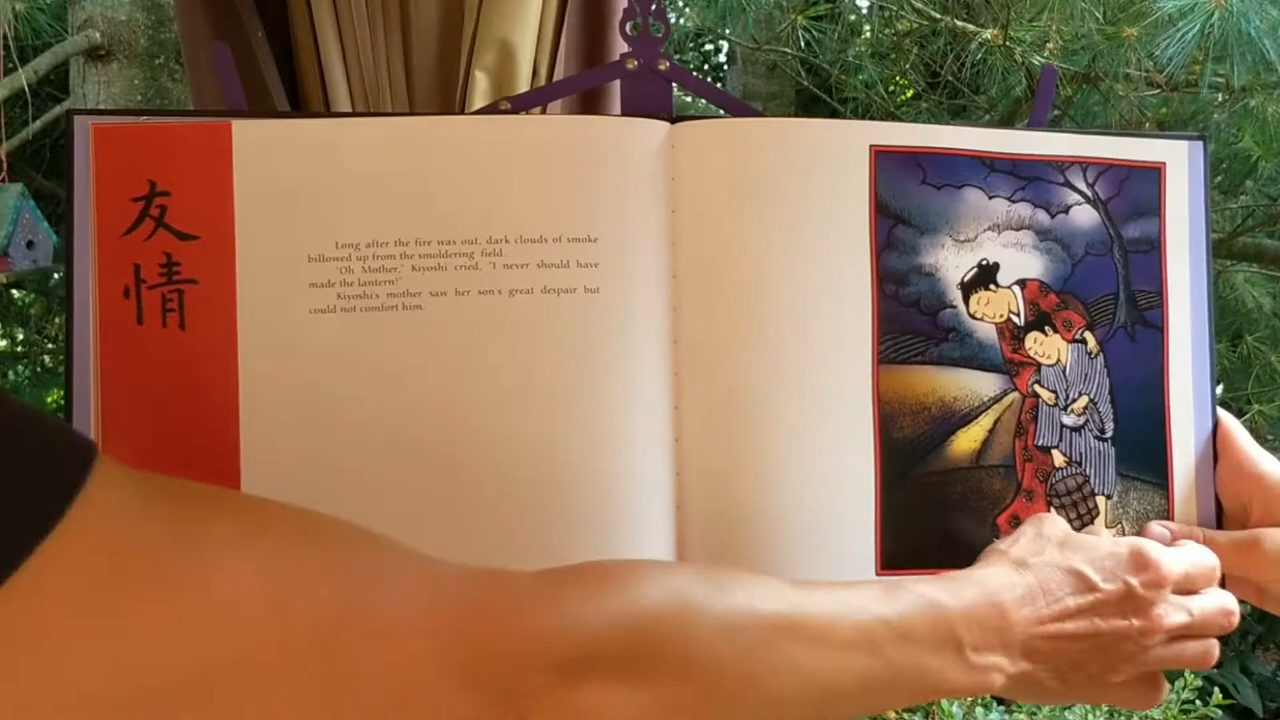 友
情
Long after the fire was out, dark clouds of smoke
billowed up from the smoldering field.
"Oh Mother," Kiyoshi cried, "I never should have
made the lantern!"
Kiyoshi's mother saw her son's great despair but
could not comfort him.